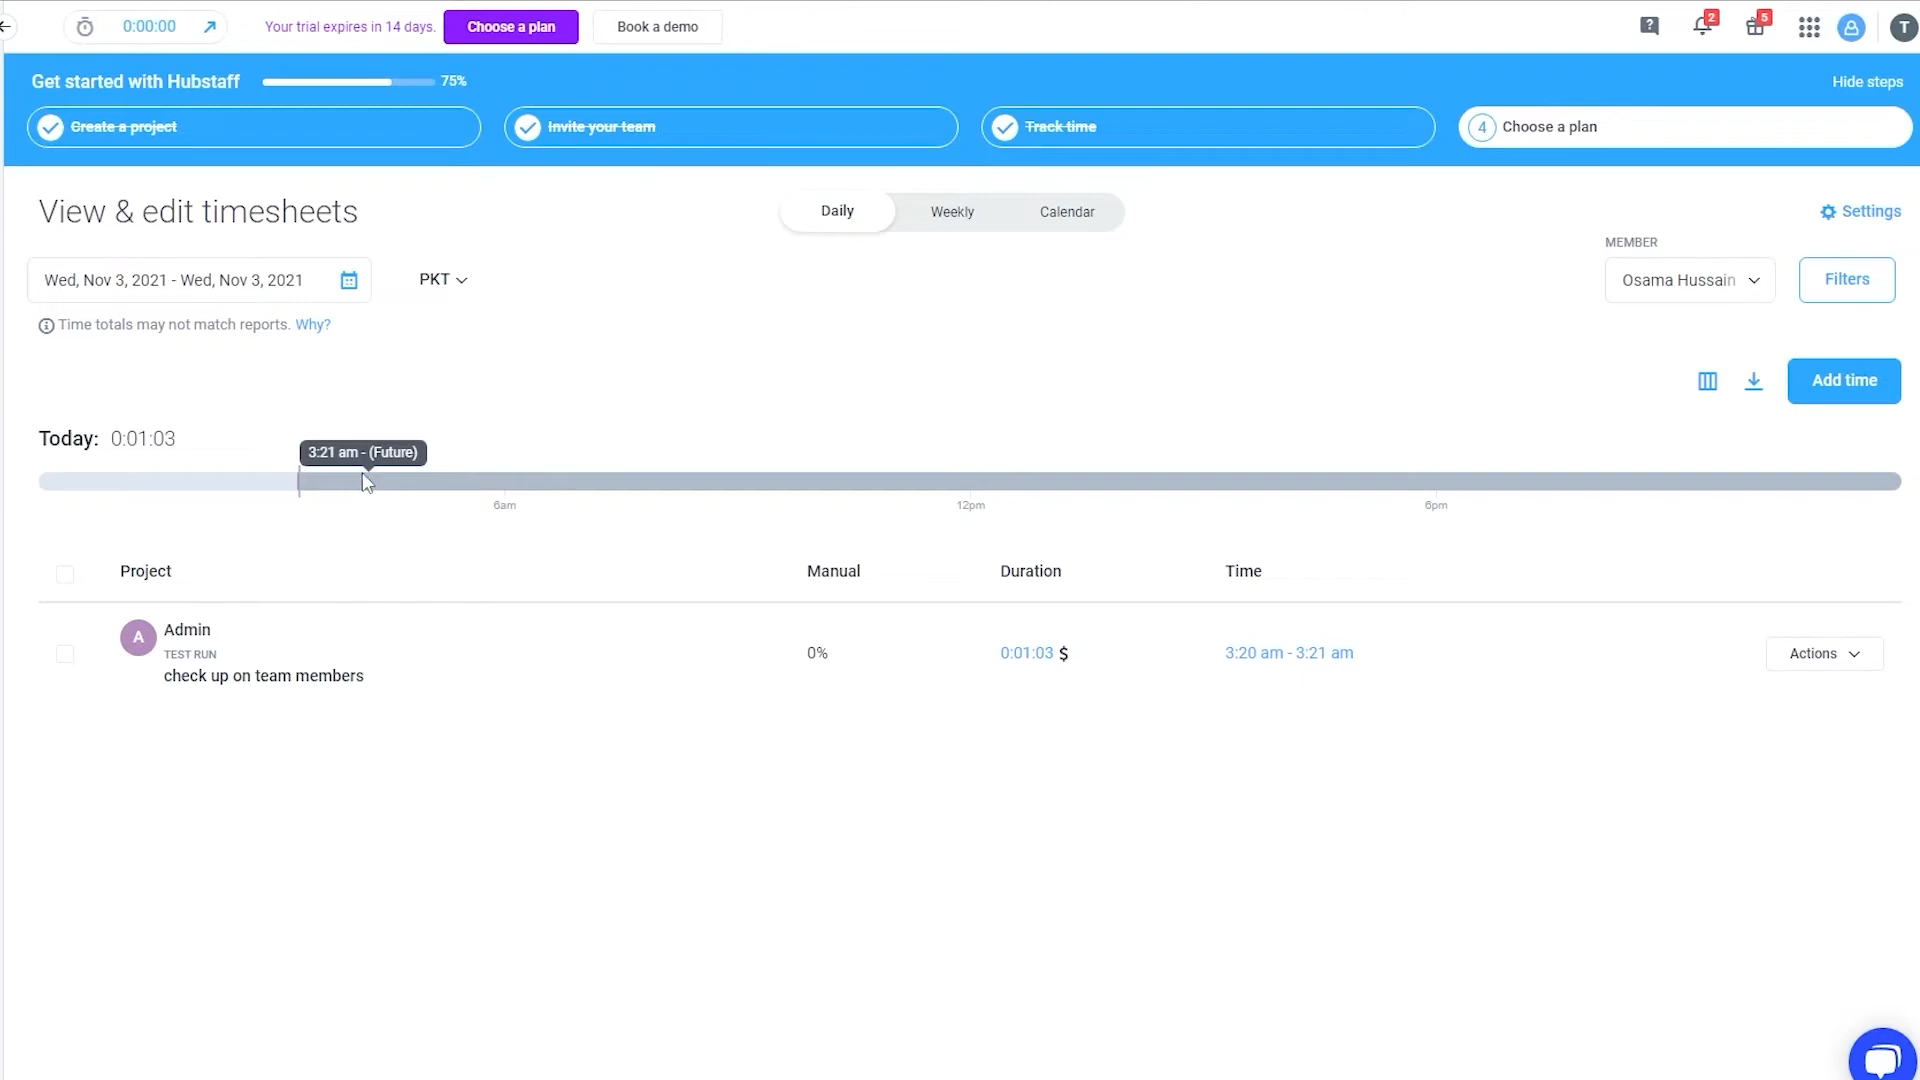 0:00:00
Your trial expires in 14 days.
Choose a plan
Book a demo
?
2
5
T
Get started with Hubstaff
75%
Hide steps
Create a project
Invite your team
Track time
4 Choose a plan
View & edit timesheets
Daily
Weekly
Calendar
Settings
MEMBER
Wed, Nov 3, 2021 - Wed, Nov 3, 2021
PKT
Osama Hussain
Filters
Time totals may not match reports. Why?
Add time
Today: 0:01:03
3:21 am - (Future)
6am
12pm
6pm
Project
Manual
Duration
Time
A
Admin
TEST RUN
check up on team members
0%
0:01:03 $
3:20 am - 3:21 am
Actions